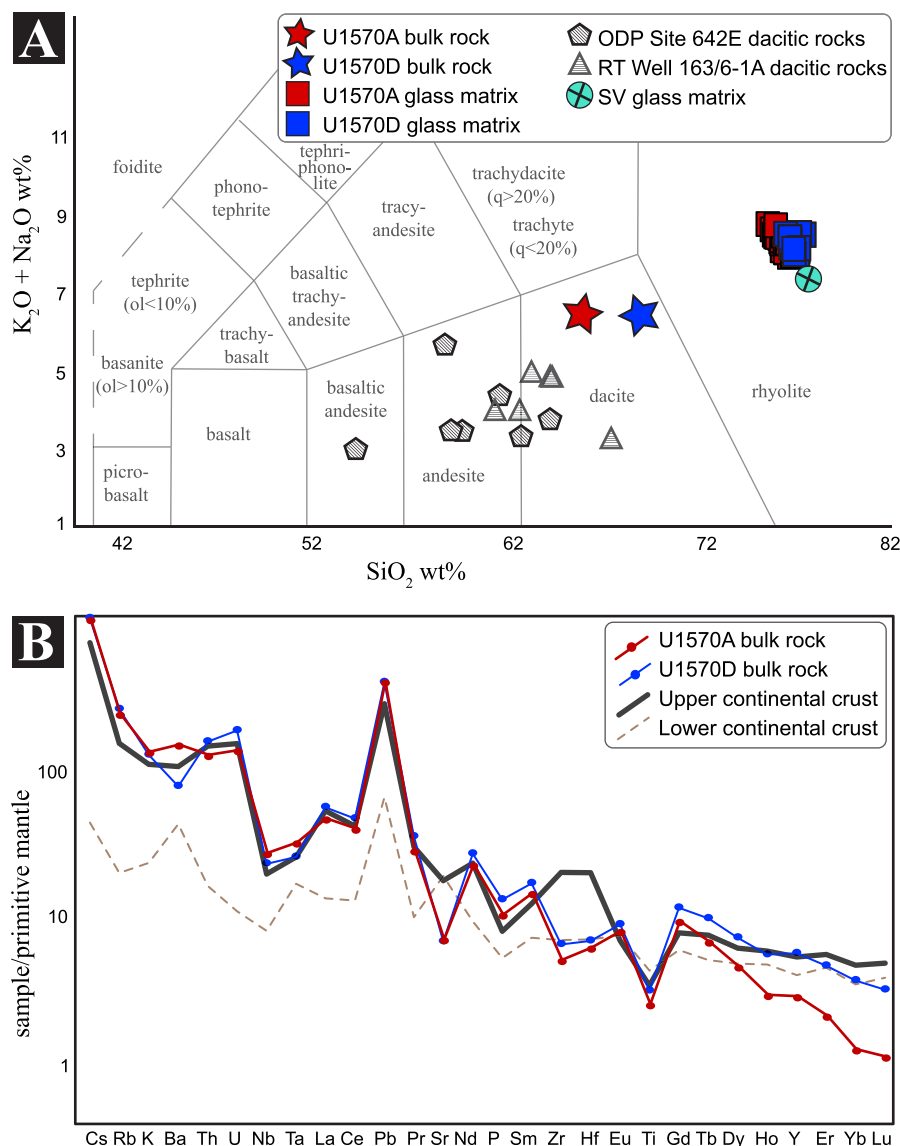 A
U1570A bulk rock
U1570D bulk rock
U1570A glass matrix
U1570D glass matrix
ODP Site 642E dacitic rocks
RT Well 163/6-1A dacitic rocks
SV glass matrix
K2O + Na2O wt%
11
9
7
5
3
1
foidite
phono-
tephrite
tephri-
phono-
lite
tracy-
andesite
trachydacite
(q>20%)
trachyte
(q<20%)
tephrite
(ol<10%)
basaltic
trachy-
andesite
trachy-
basalt
basanite
(ol>10%)
basaltic
andesite
dacite
rhyolite
basalt
andesite
picro-
basalt
42
52
62
72
82
SiO2 wt%
B
U1570A bulk rock
U1570D bulk rock
Upper continental crust
Lower continental crust
sample/primitive mantle
100
10
1
Cs Rb K Ba Th U Nb Ta La Ce Pb Pr Sr Nd P Sm Zr Hf Eu Ti Gd Tb Dy Ho Y Er Yb Lu